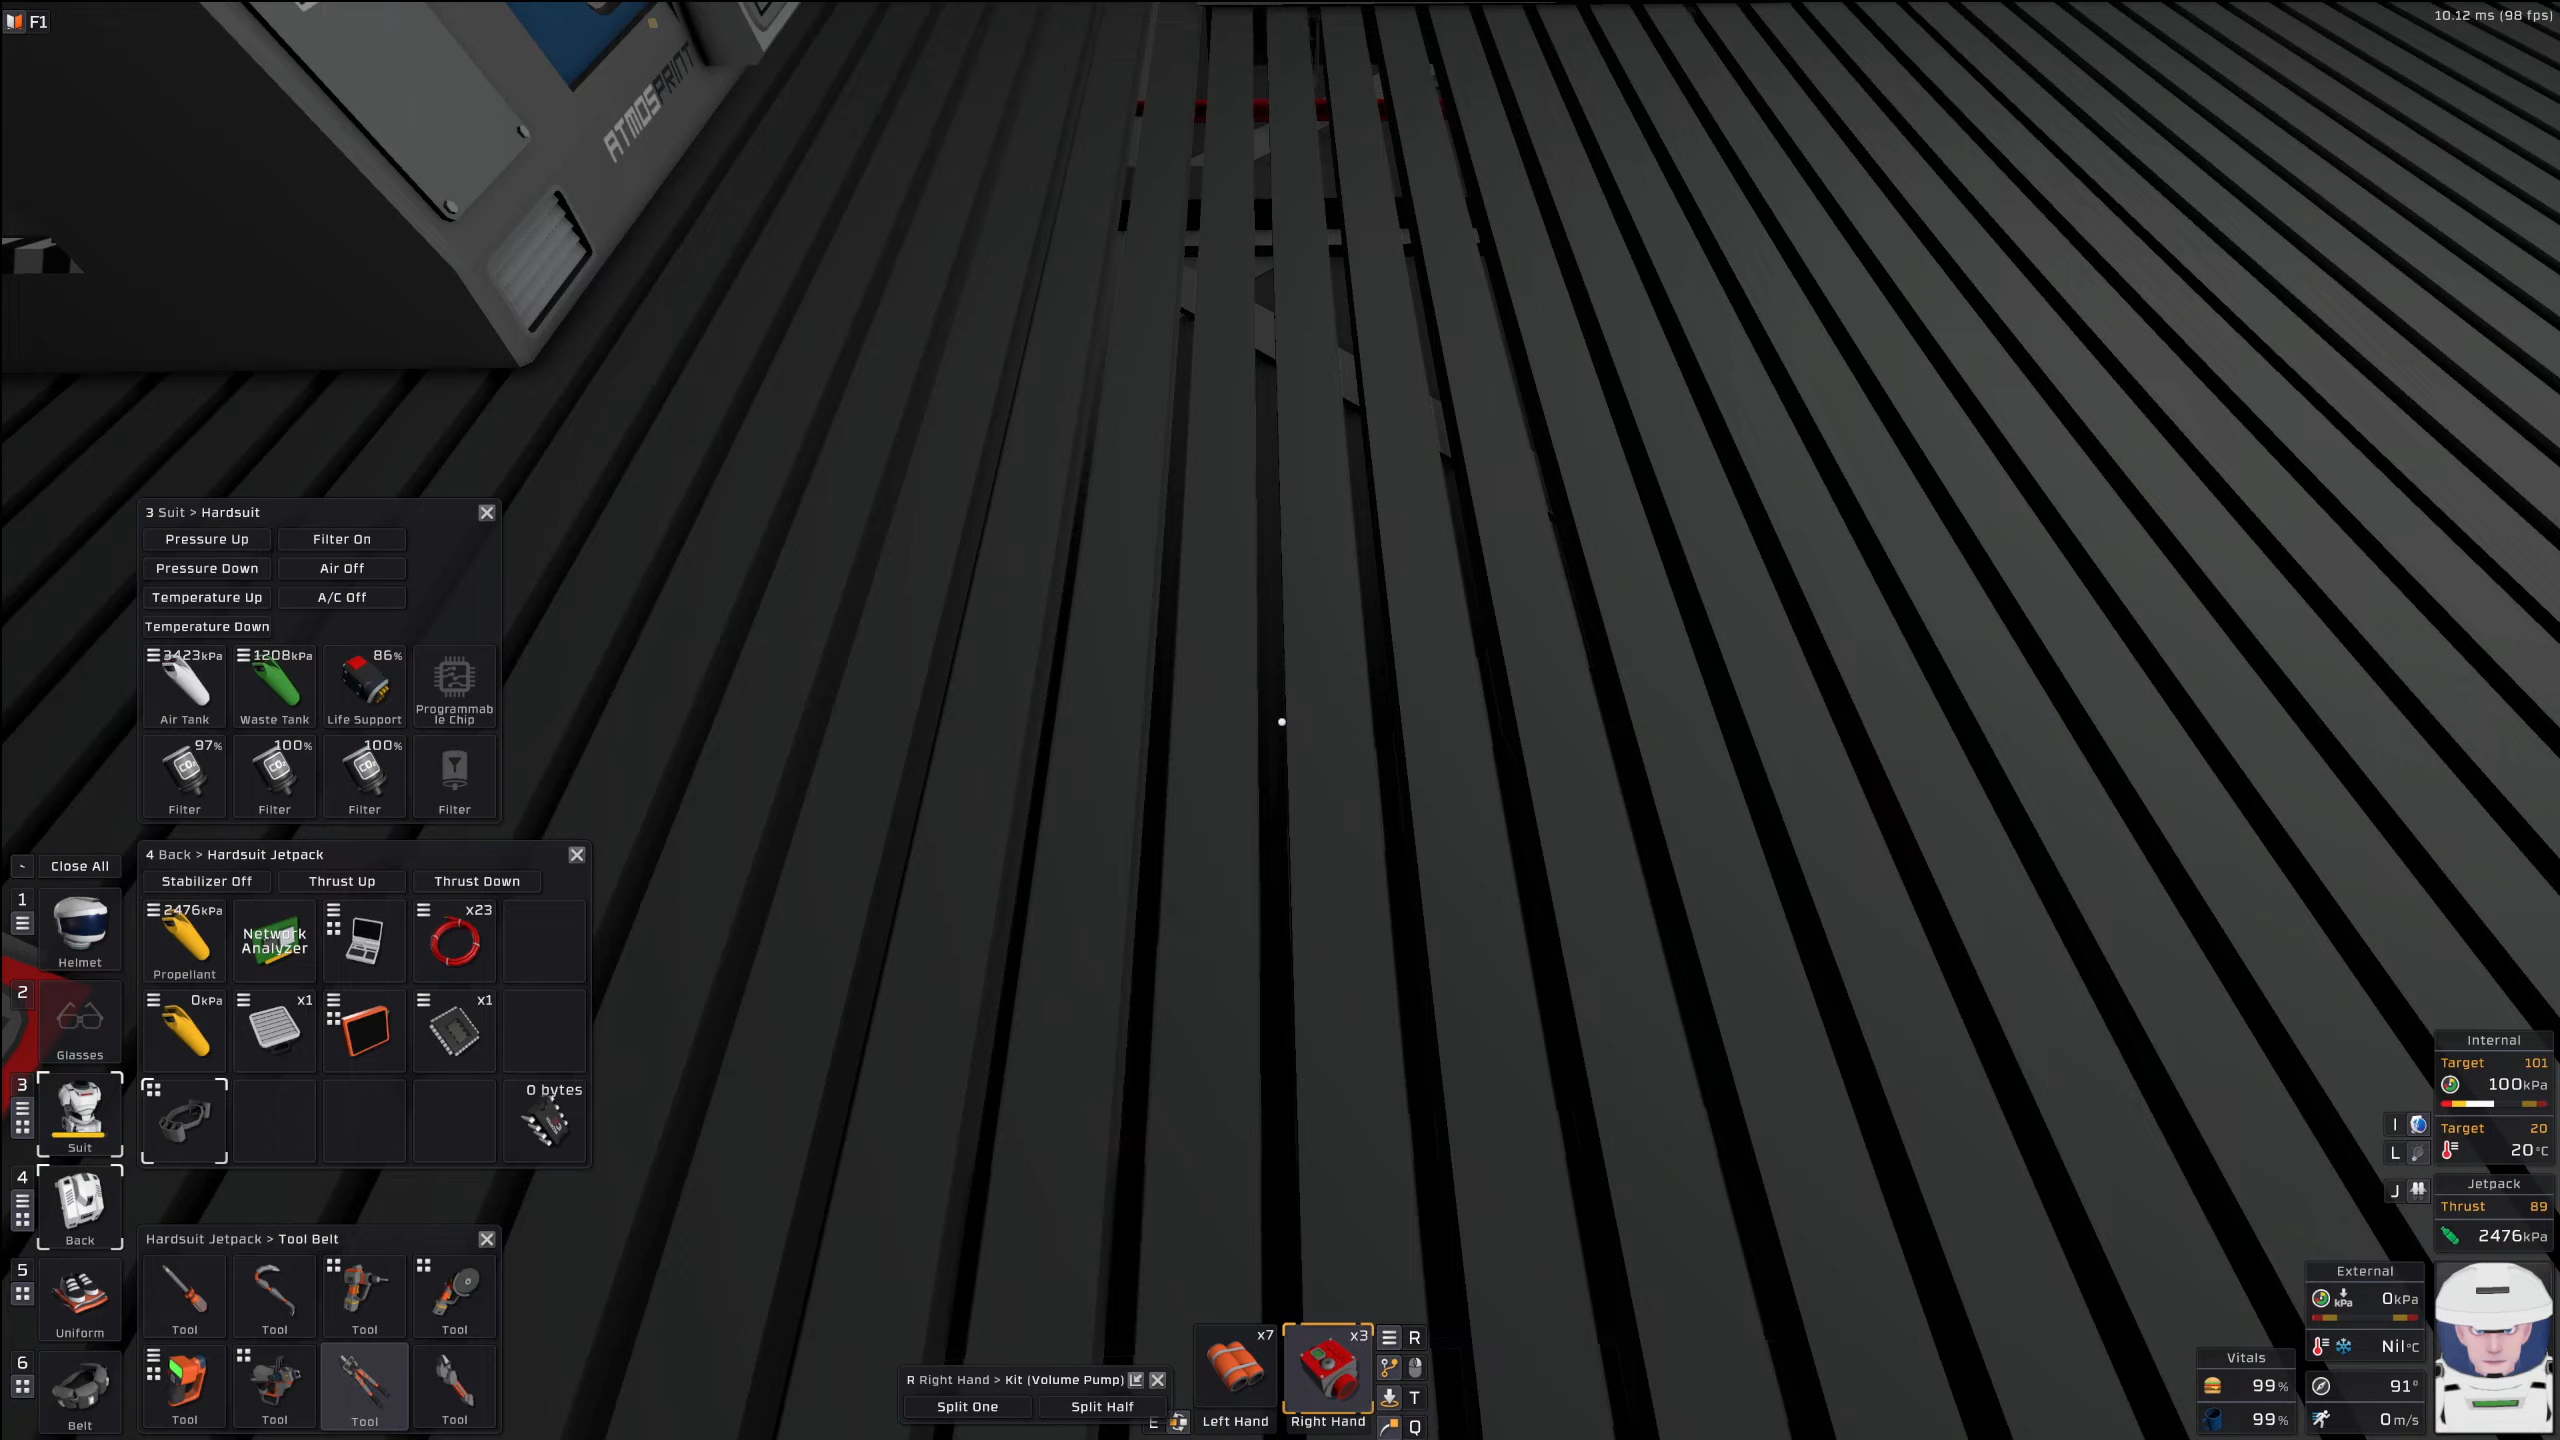 F1
10.12 ms (98 fps)
ATMOSPRINT
3 Suit > Hardsuit
Pressure Up
Filter On
Pressure Down
Air Off
Temperature Up
A/C Off
Temperature Down
3423kPa
1208kPa
86%
Air Tank
Waste Tank
Life Support
Programmab
le Chip
97%
100%
100%
CO₂
CO₂
CO₂
Filter
Filter
Filter
Filter
~
Close All
4 Back > Hardsuit Jetpack
Stabilizer Off
Thrust Up
Thrust Down
2476kPa
Network
Analyzer
x23
Propellant
0kPa
x1
x1
0 bytes
1
Helmet
2
Glasses
3
Suit
4
Back
5
Uniform
6
Belt
Hardsuit Jetpack > Tool Belt
Tool
Tool
Tool
Tool
Tool
Tool
Tool
Tool
R Right Hand > Kit (Volume Pump)
Split One
Split Half
E
x7
Left Hand
x3
Right Hand
R
T
Q
Internal
Target 101
100kPa
Target 20
20°C
I
L
J
Jetpack
Thrust 89
2476kPa
External
kPa
0kPa
Nil°C
Vitals
99%
99%
91°
0m/s